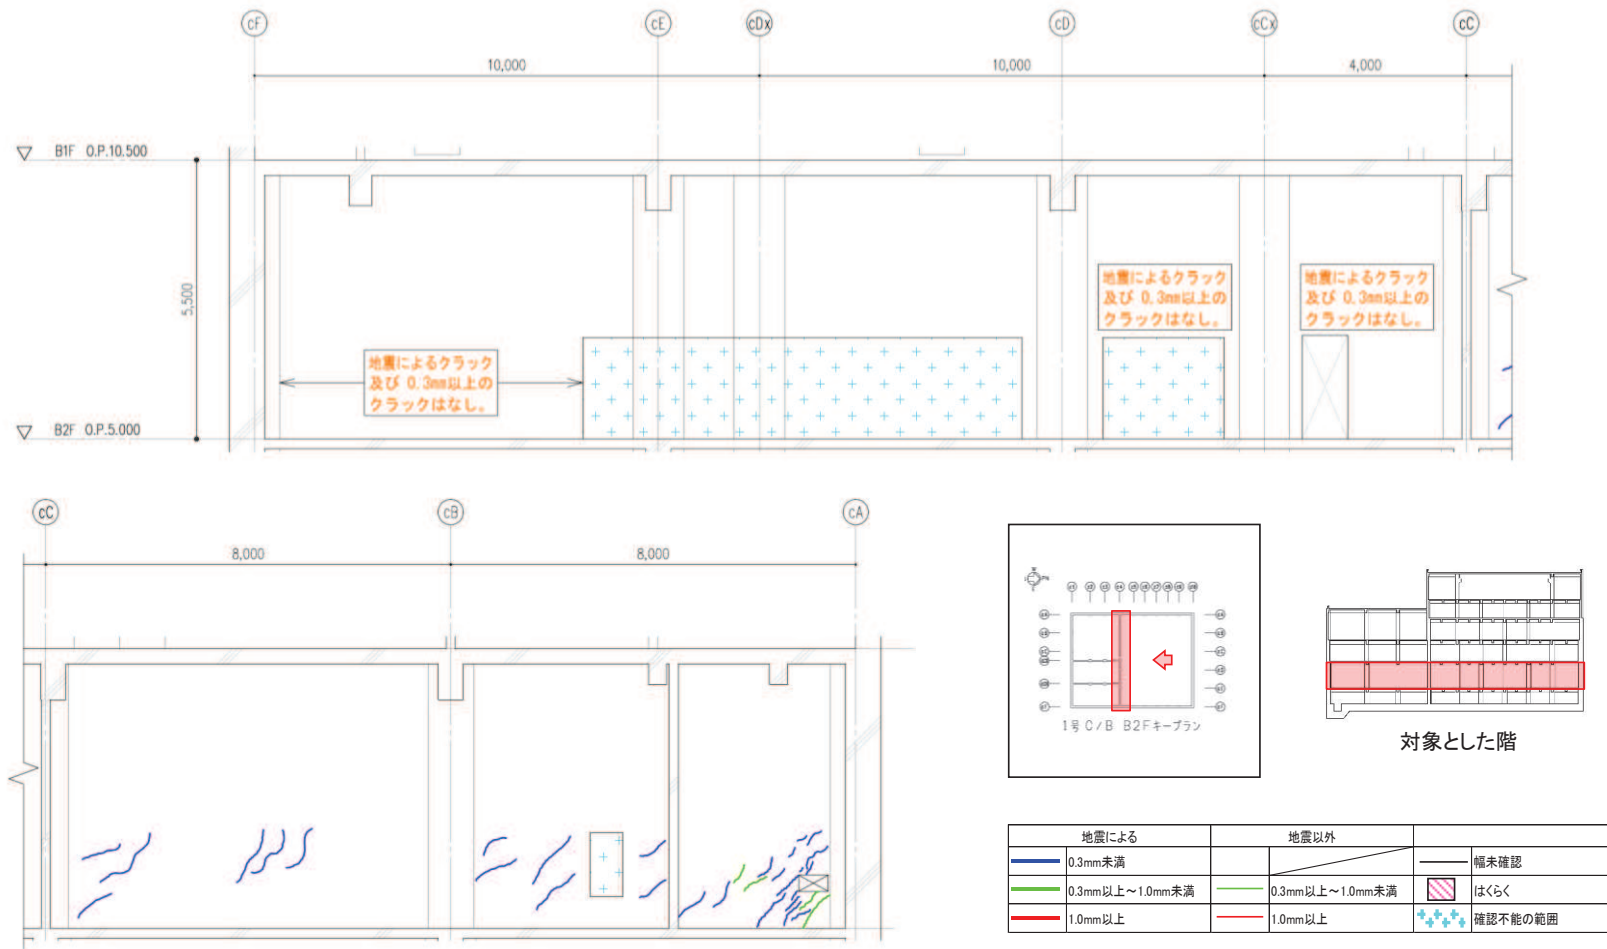 cF cE cDx cD cCx cC
10,000 10,000 4,000
B1F O.P.10.500
5,500
地震によるクラック
及び 0.3mm以上の
クラックはなし。
地震によるクラック
及び 0.3mm以上の
クラックはなし。
地震によるクラック
及び 0.3mm以上の
クラックはなし。
B2F O.P.5.000
cC cB cA
8,000 8,000
1号 C/B B2Fキープラン
対象とした階
地震による 地震以外
0.3mm未満 幅未確認
0.3mm以上~1.0mm未満 0.3mm以上~1.0mm未満 はくらく
1.0mm以上 1.0mm以上 確認不能の範囲